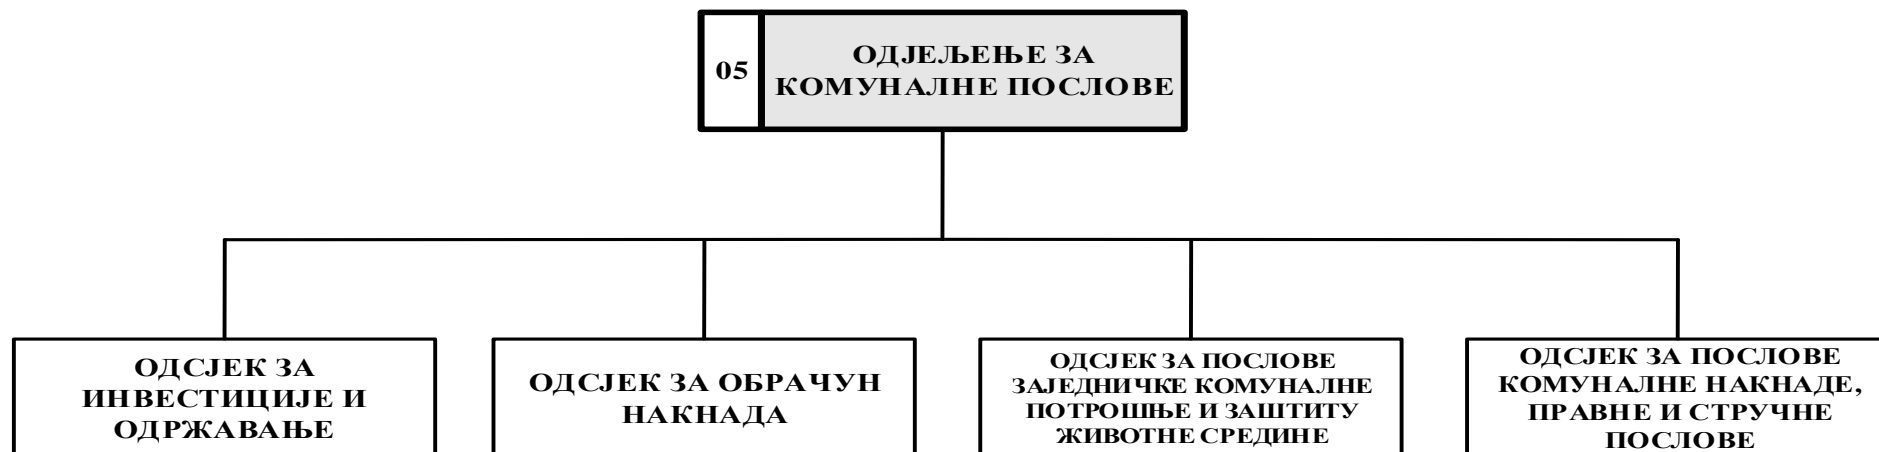 05
ОДЈЕЉЕЊЕ ЗА
КОМУНАЛНЕ ПОСЛОВЕ
ОДСЈЕК ЗА
ИНВЕСТИЦИЈЕ И
ОДРЖАВАЊЕ
ОДСЈЕК ЗА ОБРАЧУН
НАКНАДА
ОДСЈЕК ЗА ПОСЛОВЕ
ЗАЈЕДНИЧКЕ КОМУНАЛНЕ
ПОТРОШЊЕ И ЗАШТИТУ
ЖИВОТНЕ СРЕДИНЕ
ОДСЈЕК ЗА ПОСЛОВЕ
КОМУНАЛНЕ НАКНАДЕ,
ПРАВНЕ И СТРУЧНЕ
ПОСЛОВЕ